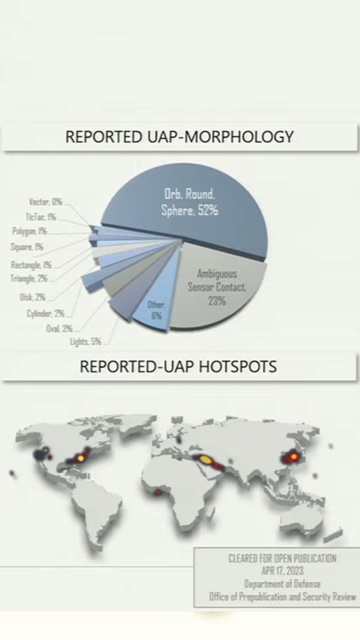 REPORTED UAP-MORPHOLOGY
Orb, Round,
Sphere, 52%
Ambiguous
Sensor Contact,
23%
Other,
6%
Lights, 5%
Oval, 3%
Cylinder, 2%
Disk, 2%
Triangle, 2%
Rectangle, 1%
Square, 1%
Polygon, 1%
TicTac, 1%
Vector, 0%
REPORTED-UAP HOTSPOTS
CLEARED FOR OPEN PUBLICATION
APR 17, 2023
Department of Defense
Office of Prepublication and Security Review